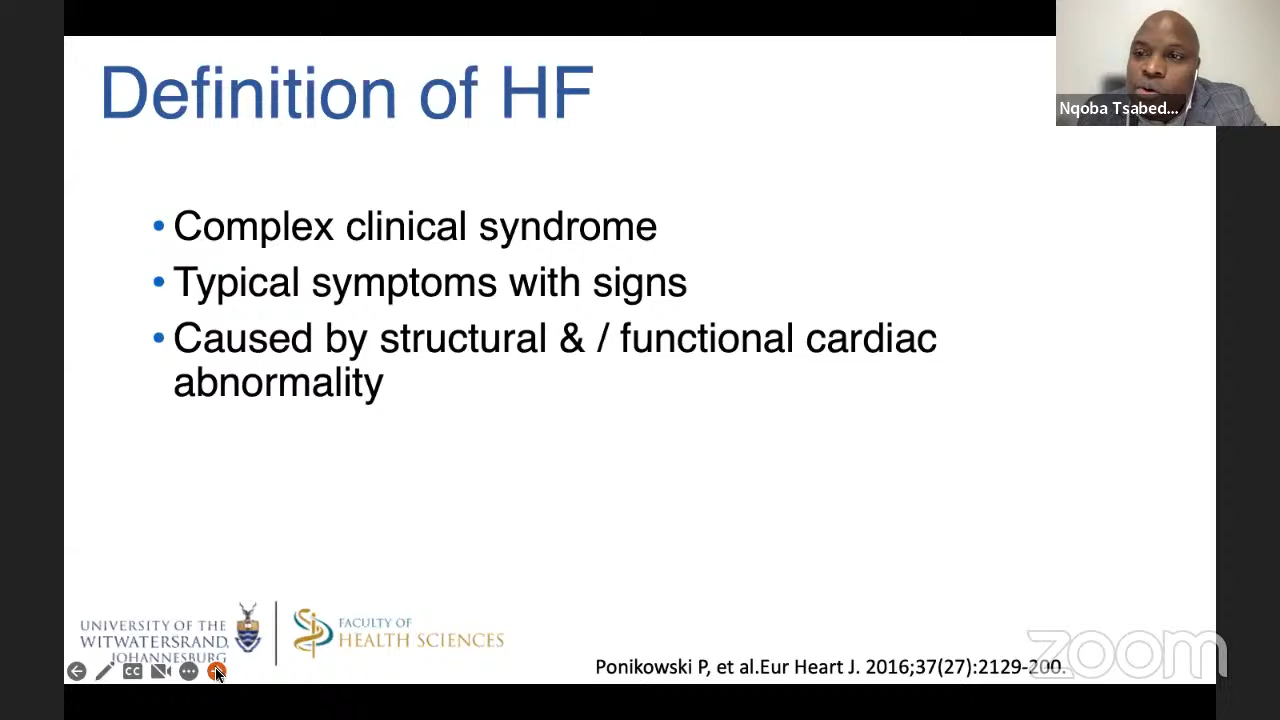 Definition of HF
Nqoba Tsabed...
• Complex clinical syndrome
• Typical symptoms with signs
• Caused by structural & / functional cardiac
abnormality
UNIVERSITY OF THE
WITWATERSRAND,
JOHANNESBURG
FACULTY OF
HEALTH SCIENCES
CC
Ponikowski P, et al.Eur Heart J. 2016;37(27):2129-200.
zoom